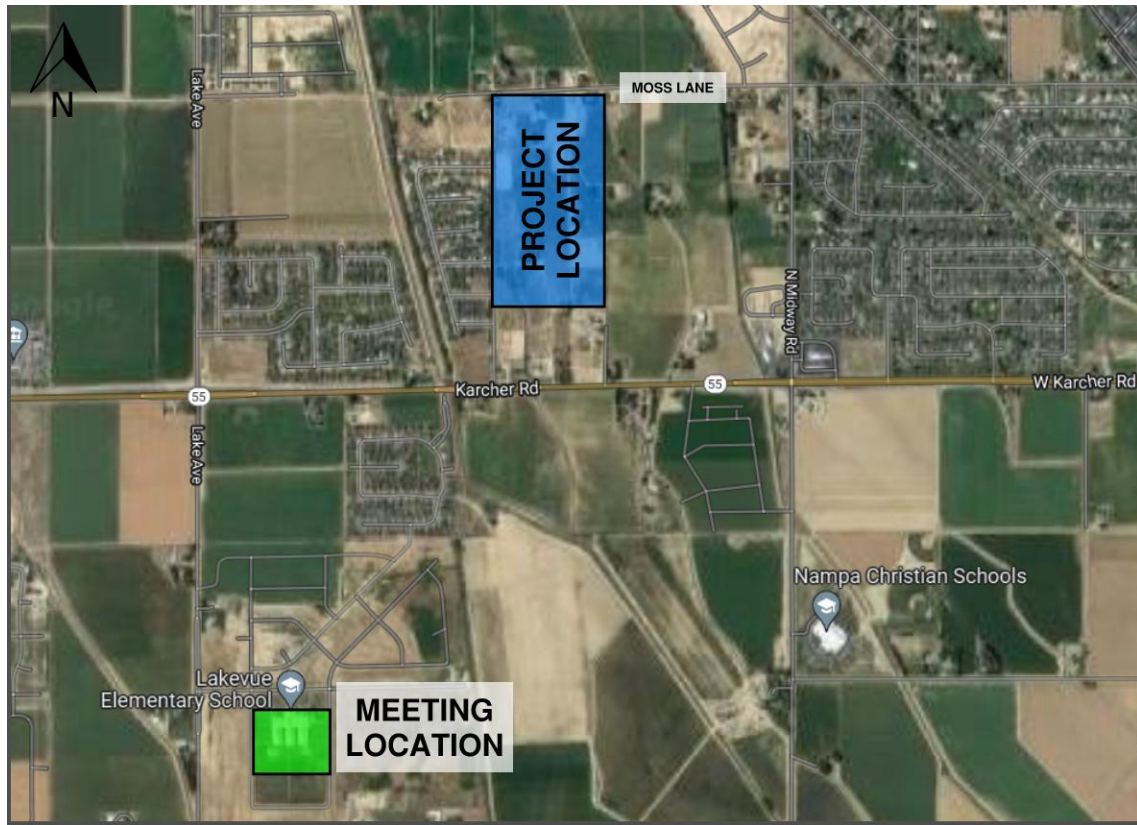 N
MOSS LANE
Lake Ave
PROJECT
LOCATION
N Midway Rd
55
Karcher Rd
55
W Karcher Rd
Lake Ave
Nampa Christian Schools
Lakevue
Elementary School
MEETING
LOCATION